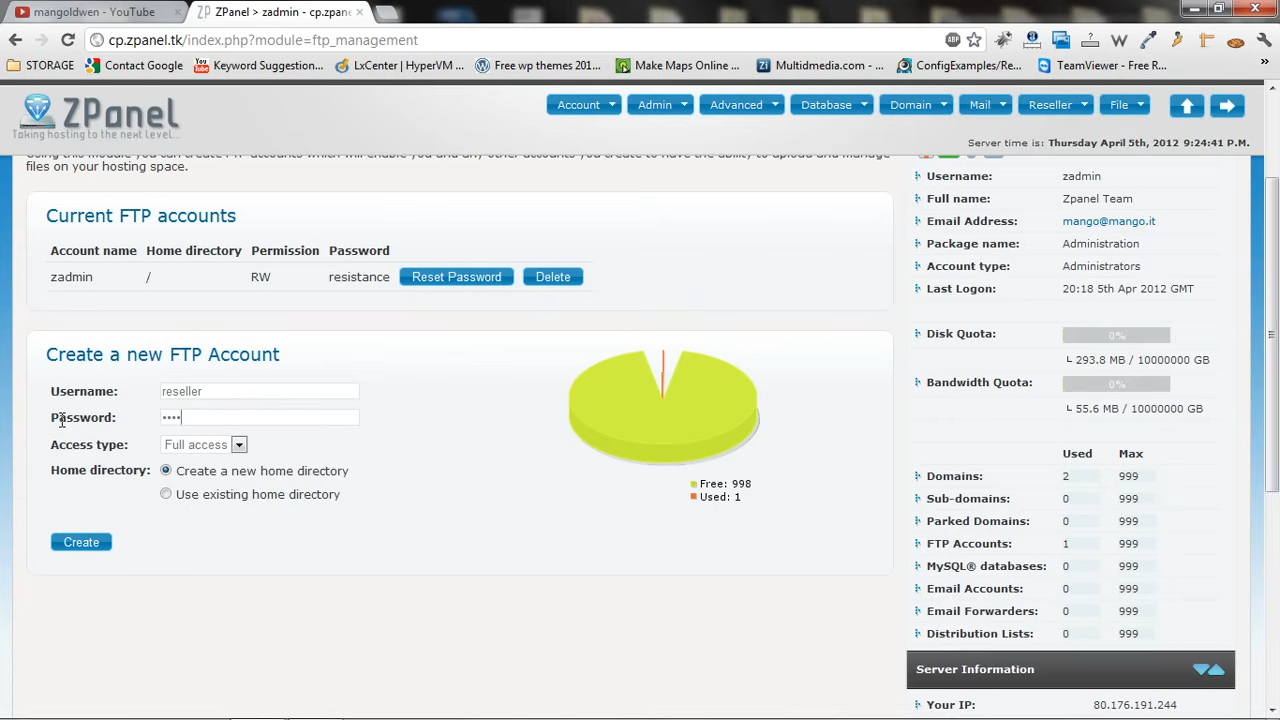 mangoldwen - YouTube
ZPanel > zadmin - cp.zpane
cp.zpanel.tk/index.php?module=ftp_management
ABP
STORAGE
Contact Google
Keyword Suggestion...
LxCenter | HyperVM ...
Free wp themes 201...
Make Maps Online ...
Multidmedia.com - ...
ConfigExamples/Re...
TeamViewer - Free R...
ZPanel
Taking hosting to the next level...
Account
Admin
Advanced
Database
Domain
Mail
Reseller
File
Server time is: Thursday April 5th, 2012 9:24:41 P.M.
Using this module you can create FTP accounts which will enable you and any other accounts you create to have the ability to upload and manage
files on your hosting space.
Current FTP accounts
Account name Home directory Permission Password
zadmin / RW resistance Reset Password Delete
Create a new FTP Account
Username: reseller
Password: ••••
Access type: Full access
Home directory: Create a new home directory
Use existing home directory
Create
Free: 998
Used: 1
Username: zadmin
Full name: Zpanel Team
Email Address: mango@mango.it
Package name: Administration
Account type: Administrators
Last Logon: 20:18 5th Apr 2012 GMT
Disk Quota: 0%
293.8 MB / 10000000 GB
Bandwidth Quota: 0%
55.6 MB / 10000000 GB
Used Max
Domains: 2 999
Sub-domains: 0 999
Parked Domains: 0 999
FTP Accounts: 1 999
MySQL® databases: 0 999
Email Accounts: 0 999
Email Forwarders: 0 999
Distribution Lists: 0 999
Server Information
Your IP: 80.176.191.244